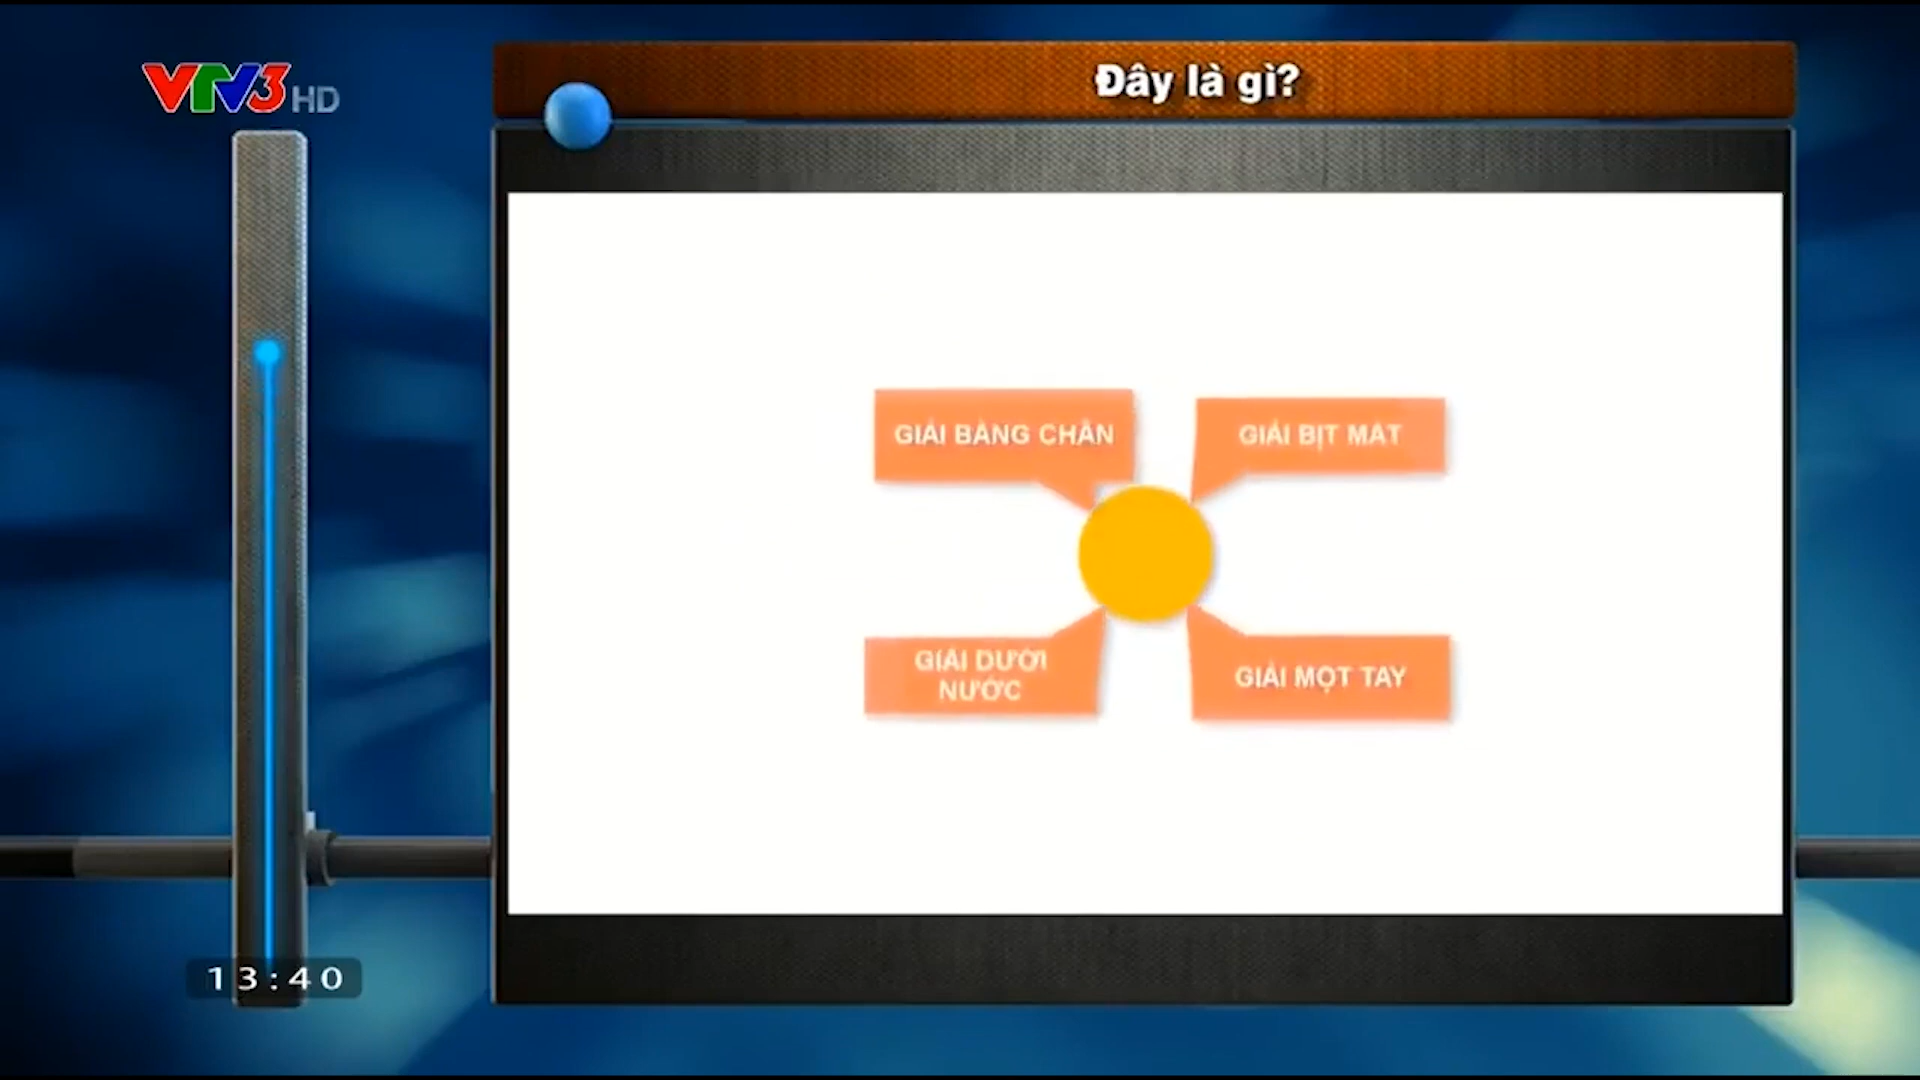 VTV3 HD
Đây là gì?
GIẢI BẰNG CHÂN
GIẢI BỊT MẮT
GIẢI DƯỚI
NƯỚC
GIẢI MỘT TAY
13:40